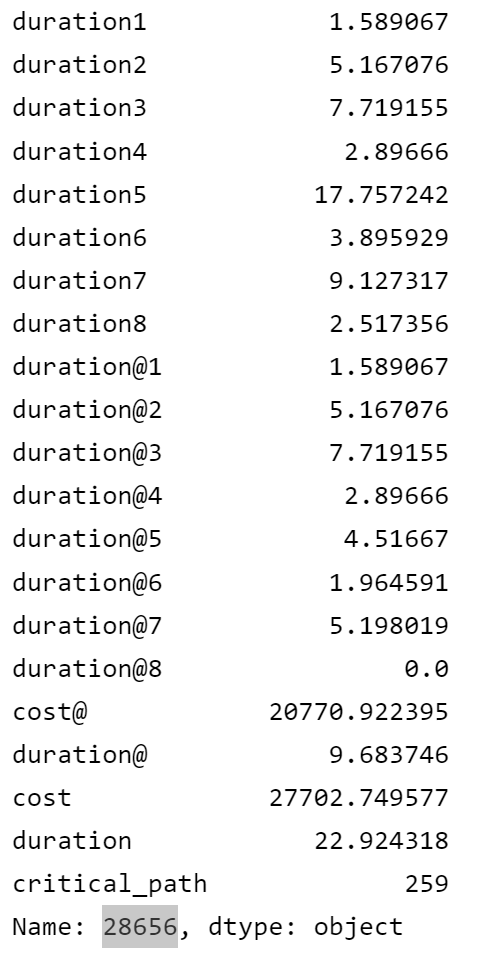 duration1 1.589067
duration2 5.167076
duration3 7.719155
duration4 2.89666
duration5 17.757242
duration6 3.895929
duration7 9.127317
duration8 2.517356
duration@1 1.589067
duration@2 5.167076
duration@3 7.719155
duration@4 2.89666
duration@5 4.51667
duration@6 1.964591
duration@7 5.198019
duration@8 0.0
cost@ 20770.922395
duration@ 9.683746
cost 27702.749577
duration 22.924318
critical_path 259
Name: 28656, dtype: object